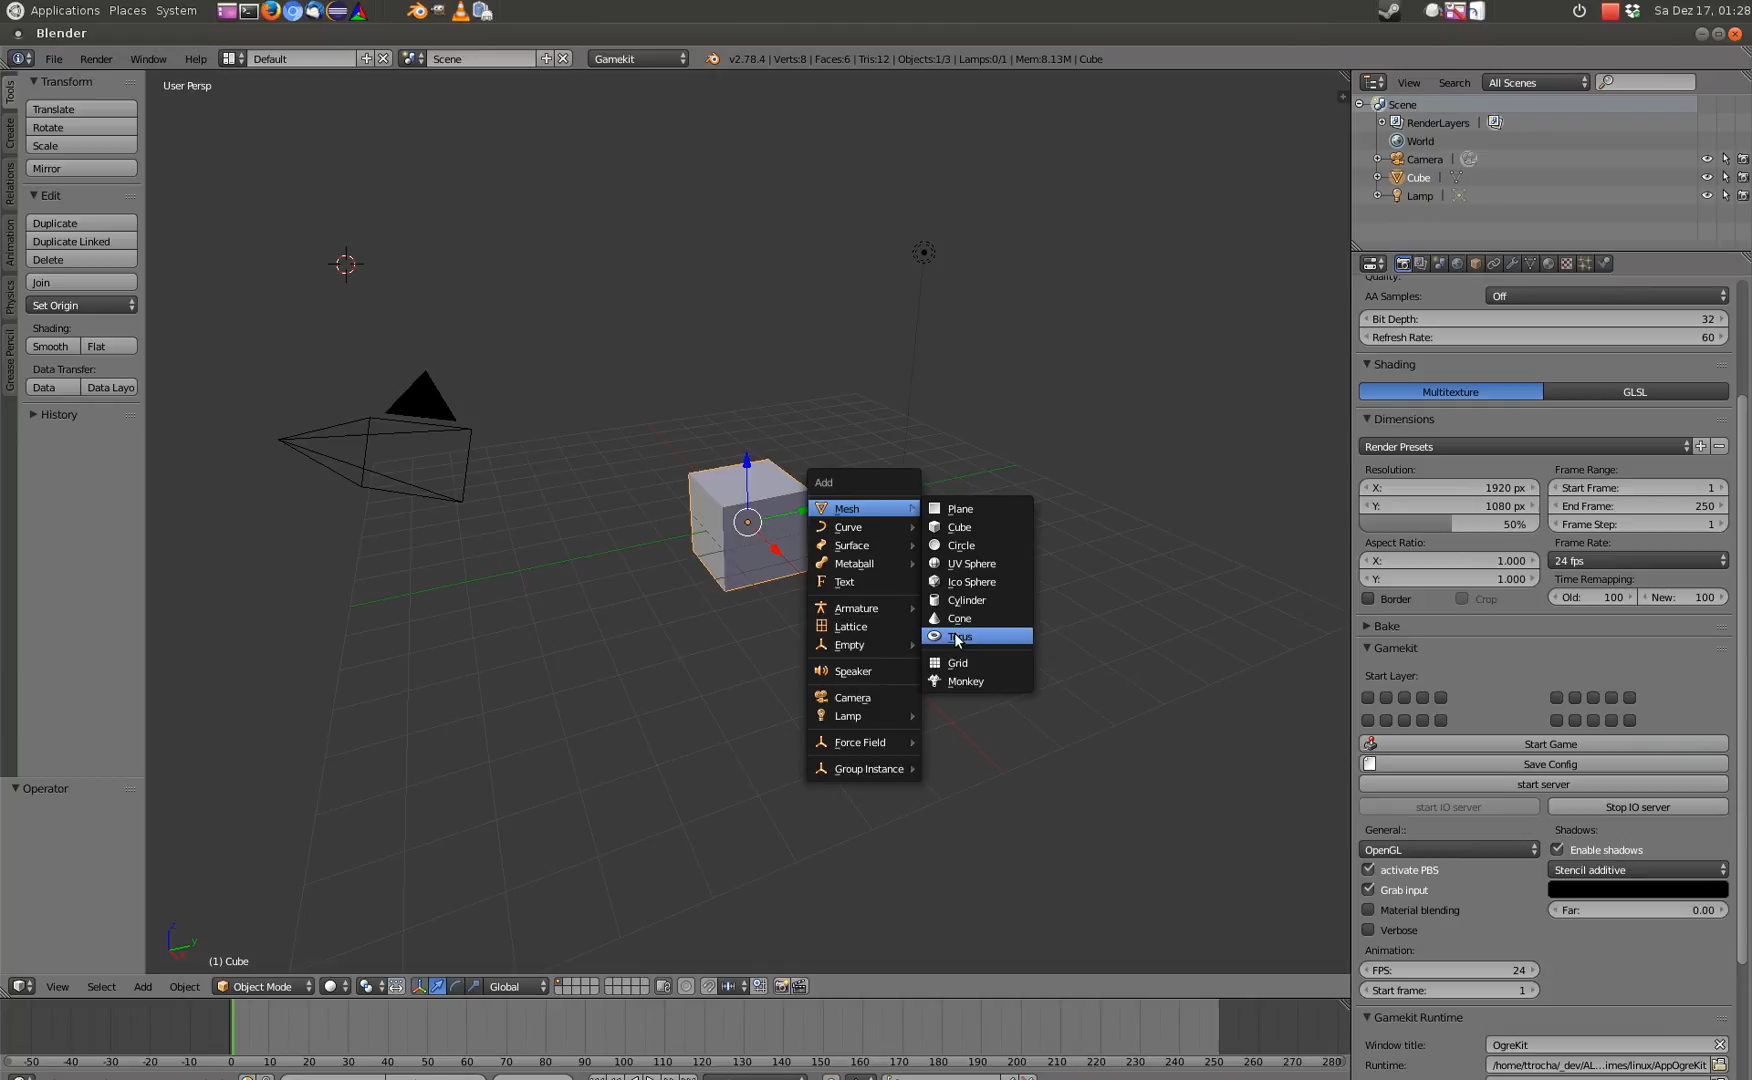 Applications Places System
Sa Dez 17, 01:28
Blender
File Render Window Help
Default
Scene
Gamekit
v2.78.4 | Verts:8 | Faces:6 | Tris:12 | Objects:1/3 | Lamps:0/1 | Mem:8.13M | Cube
Tools
Create
Relations
Animation
Physics
Grease Pencil
Transform
Translate
Rotate
Scale
Mirror
Edit
Duplicate
Duplicate Linked
Delete
Join
Set Origin
Shading:
Smooth Flat
Data Transfer:
Data Data Layo
History
Operator
User Persp
(1) Cube
Add
Mesh
Curve
Surface
Metaball
Text
Armature
Lattice
Empty
Speaker
Camera
Lamp
Force Field
Group Instance
Plane
Cube
Circle
UV Sphere
Ico Sphere
Cylinder
Cone
Grid
Monkey
View Search All Scenes
Scene
RenderLayers
World
Camera
Cube
Lamp
Quality:
AA Samples: Off
Bit Depth: 32
Refresh Rate: 60
Shading
Multitexture GLSL
Dimensions
Render Presets
Resolution: Frame Range:
X: 1920 px Start Frame: 1
Y: 1080 px End Frame: 250
50% Frame Step: 1
Aspect Ratio: Frame Rate:
X: 1.000 24 fps
Y: 1.000 Time Remapping:
Border Crop Old: 100 New: 100
Bake
Gamekit
Start Layer:
Start Game
Save Config
start server
start IO server Stop IO server
General:: Shadows:
OpenGL Enable shadows
activate PBS Stencil additive
Grab input
Material blending Far: 0.00
Verbose
Animation:
FPS: 24
Start frame: 1
Gamekit Runtime
Window title: OgreKit
Runtime: /home/ttrocha/_dev/AL...imes/linux/AppOgreKit
View Select Add Object Object Mode Global
-50 -40 -30 -20 -10 0 10 20 30 40 50 60 70 80 90 100 110 120 130 140 150 160 170 180 190 200 210 220 230 240 250 260 270 280